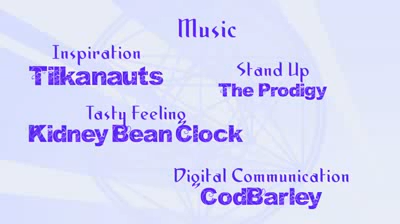 Music
Inspiration
Tilkanauts
Stand Up
The Prodigy
Tasty Feeling
Kidney Bean Clock
Digital Communication
CodBarley